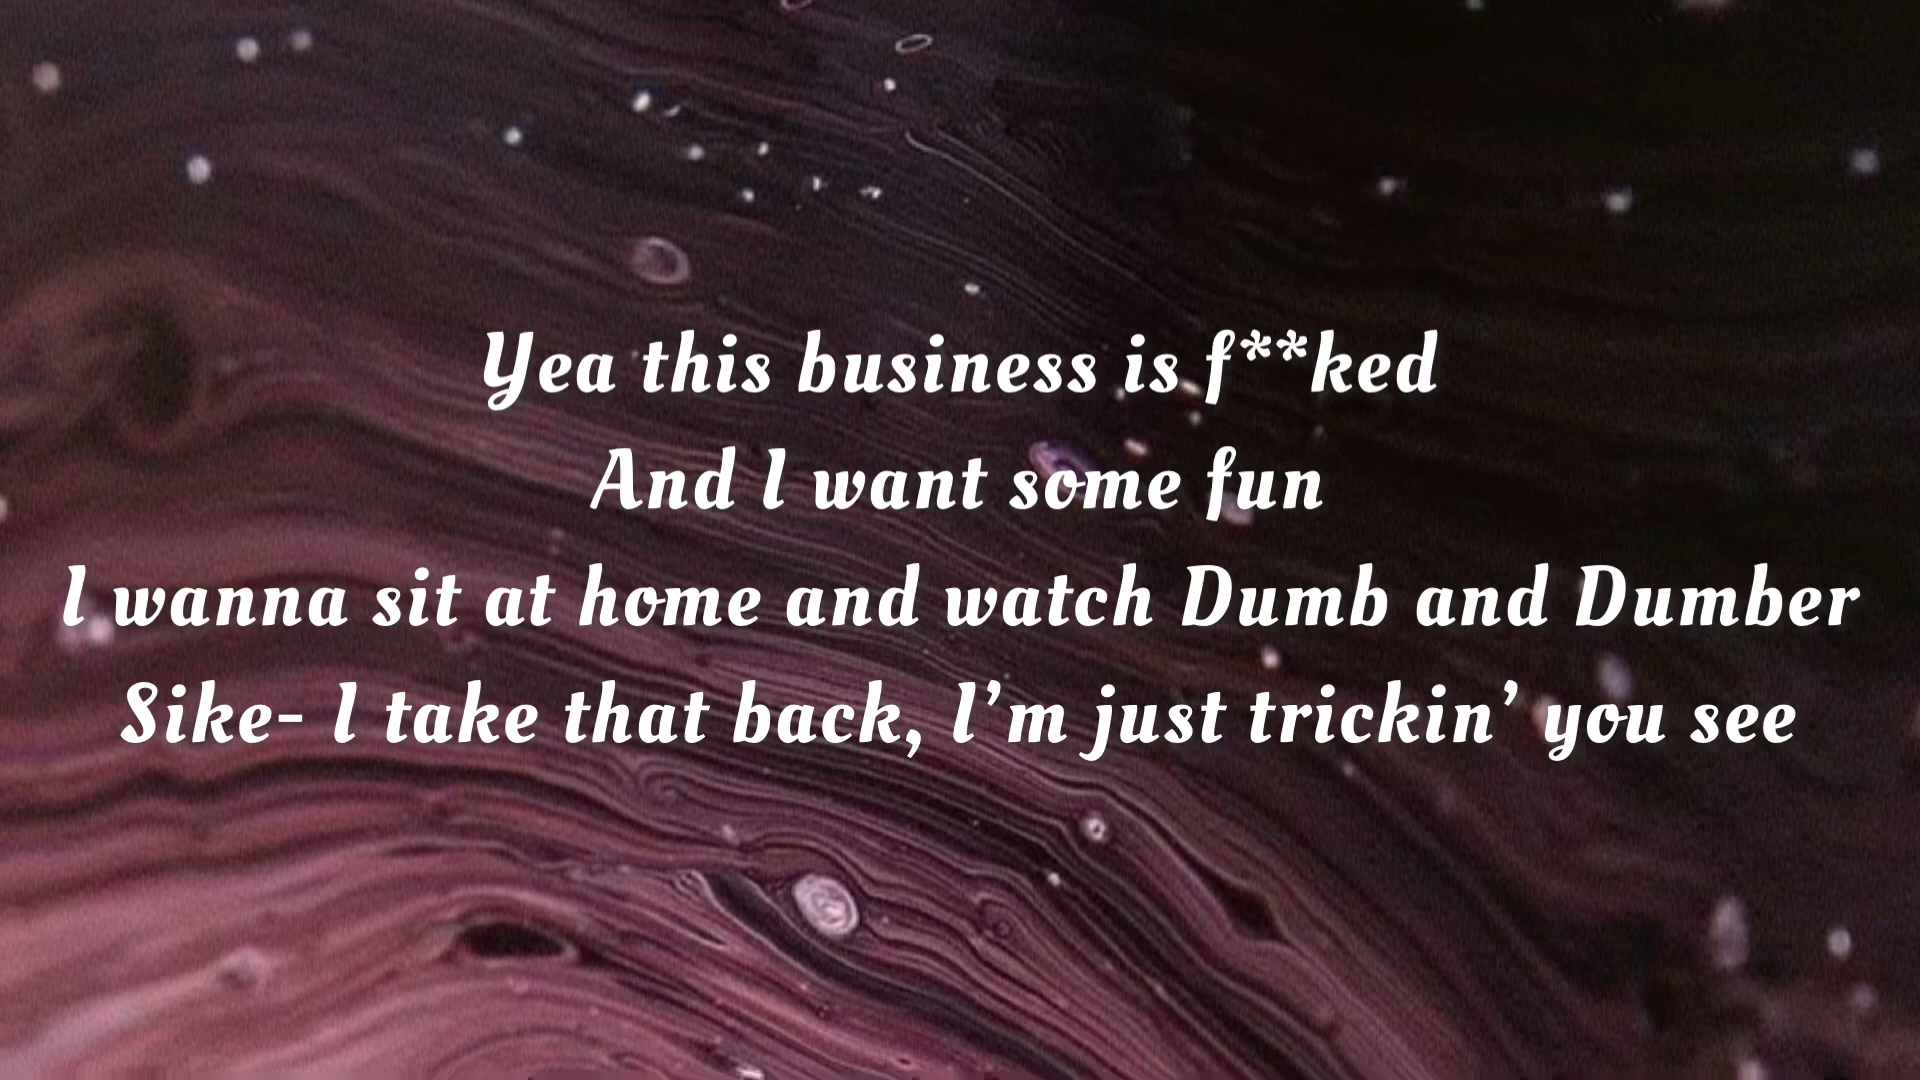 Yea this business is f**ked
And I want some fun
I wanna sit at home and watch Dumb and Dumber
Sike- I take that back, I’m just trickin’ you see